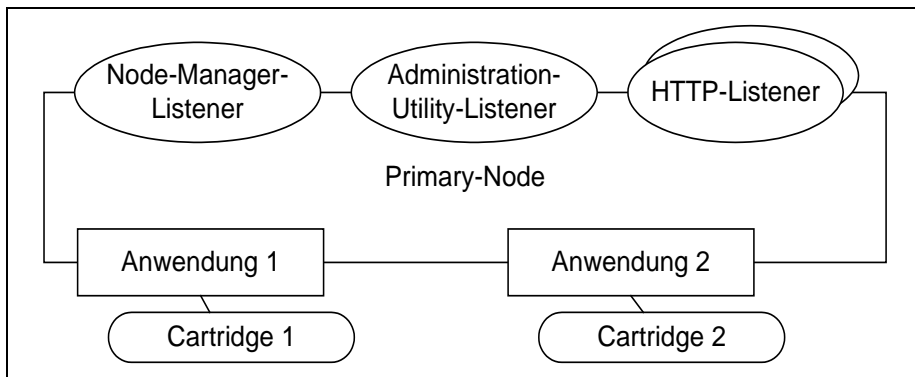 Node-Manager-
Listener
Administration-
Utility-Listener
HTTP-Listener
Primary-Node
Anwendung 1
Anwendung 2
Cartridge 1
Cartridge 2